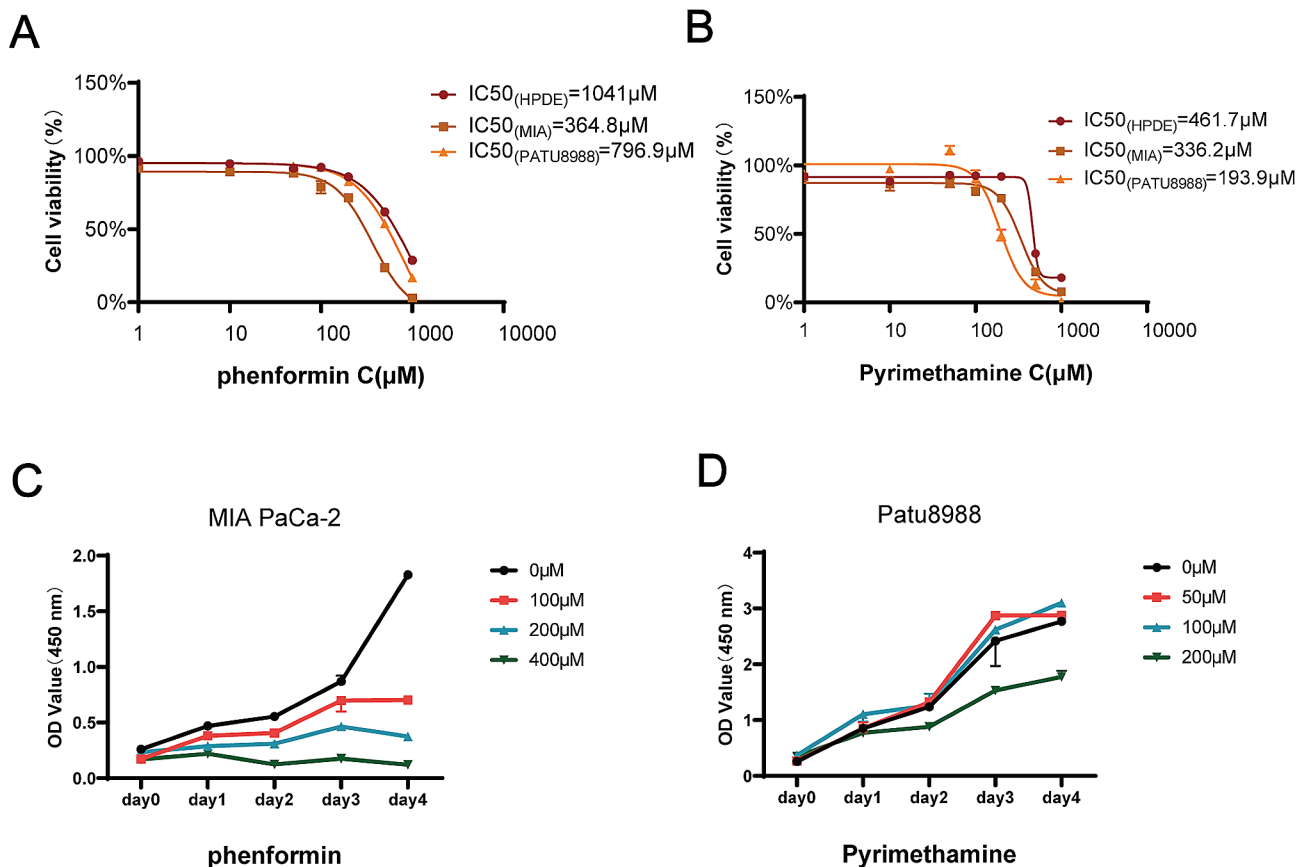 A
150%
100%
50%
0%
Cell viability（%）
1
10
100
1000
10000
phenformin C(μM)
IC50(HPDE)=1041μM
IC50(MIA)=364.8μM
IC50(PATU8988)=796.9μM
B
150%
100%
50%
0%
Cell viability（%）
1
10
100
1000
10000
Pyrimethamine C(μM)
IC50(HPDE)=461.7μM
IC50(MIA)=336.2μM
IC50(PATU8988)=193.9μM
C
MIA PaCa-2
2.0
1.5
1.0
0.5
0.0
OD Value（450 nm）
day0
day1
day2
day3
day4
phenformin
0μM
100μM
200μM
400μM
D
Patu8988
4
3
2
1
0
OD Value（450 nm）
day0
day1
day2
day3
day4
Pyrimethamine
0μM
50μM
100μM
200μM